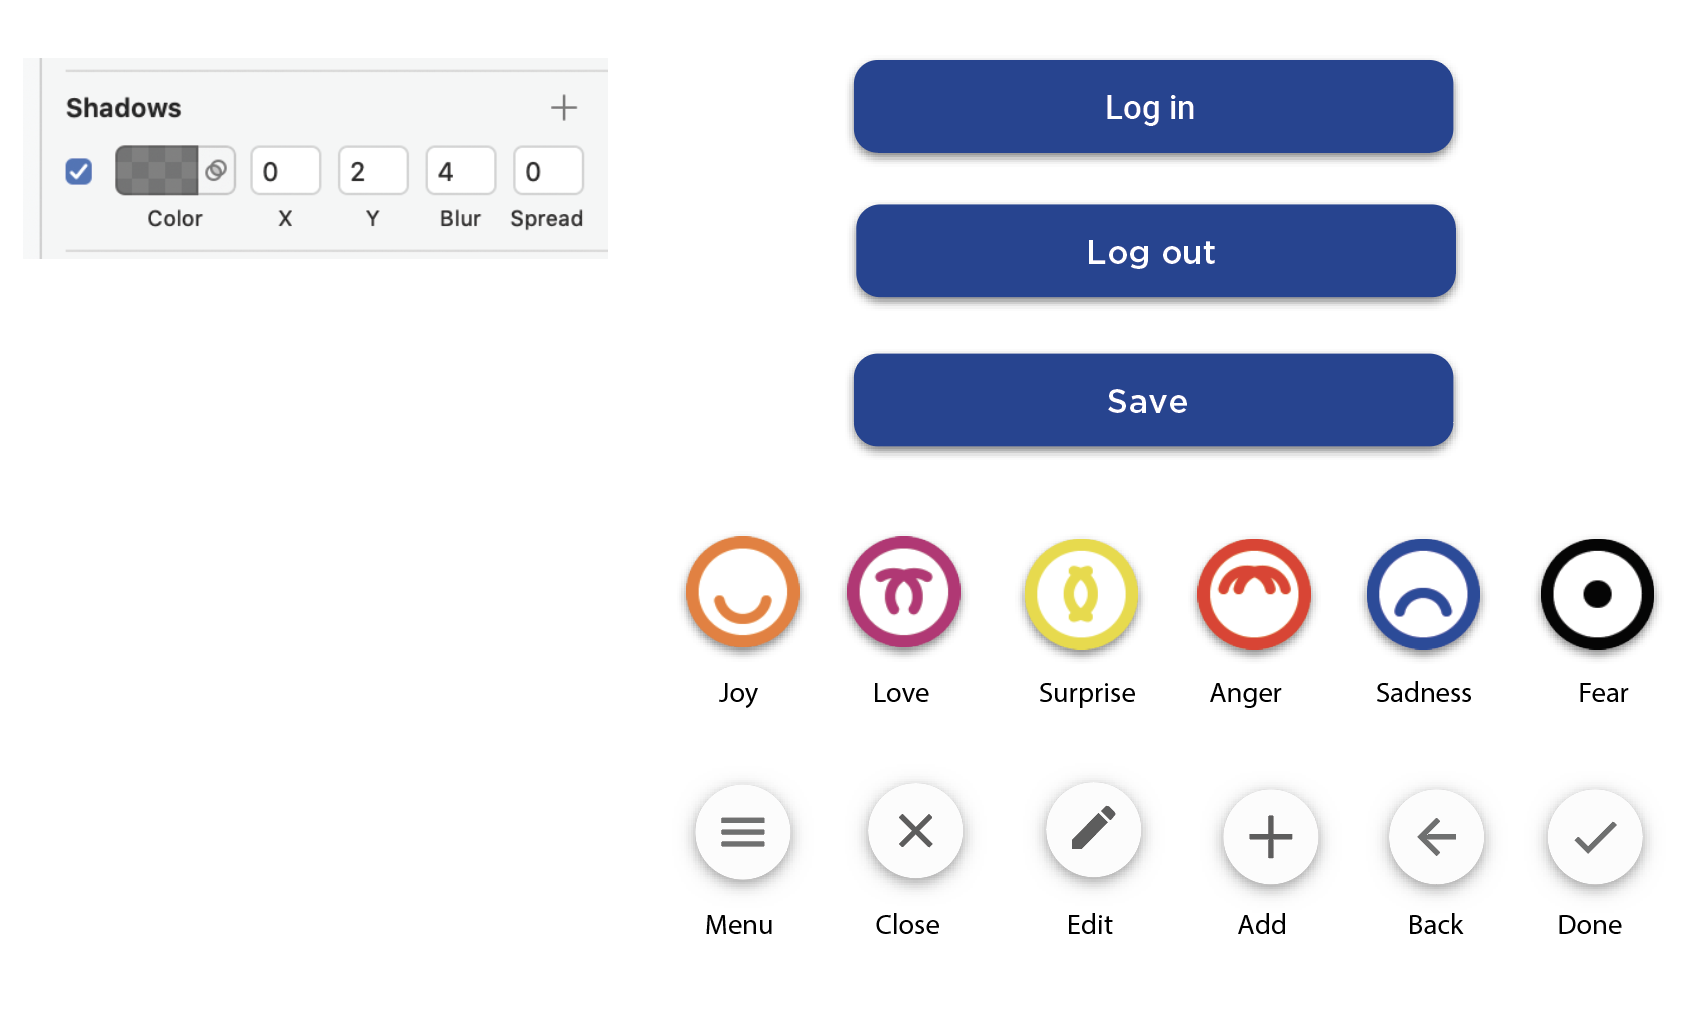 Shadows
0 2 4 0
Color X Y Blur Spread
Log in
Log out
Save
Joy Love Surprise Anger Sadness Fear
Menu Close Edit Add Back Done